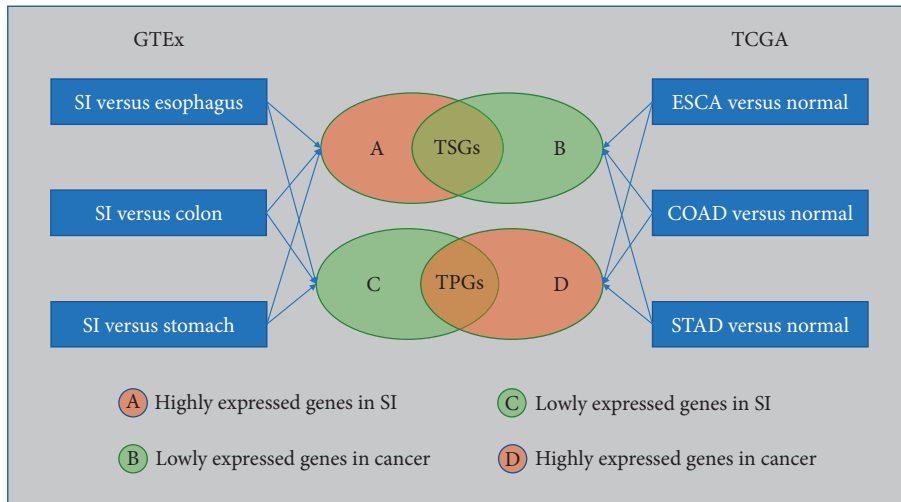 GTEx
TCGA
SI versus esophagus
ESCA versus normal
A
TSGs
B
SI versus colon
COAD versus normal
C
TPGs
D
SI versus stomach
STAD versus normal
A Highly expressed genes in SI
C Lowly expressed genes in SI
B Lowly expressed genes in cancer
D Highly expressed genes in cancer